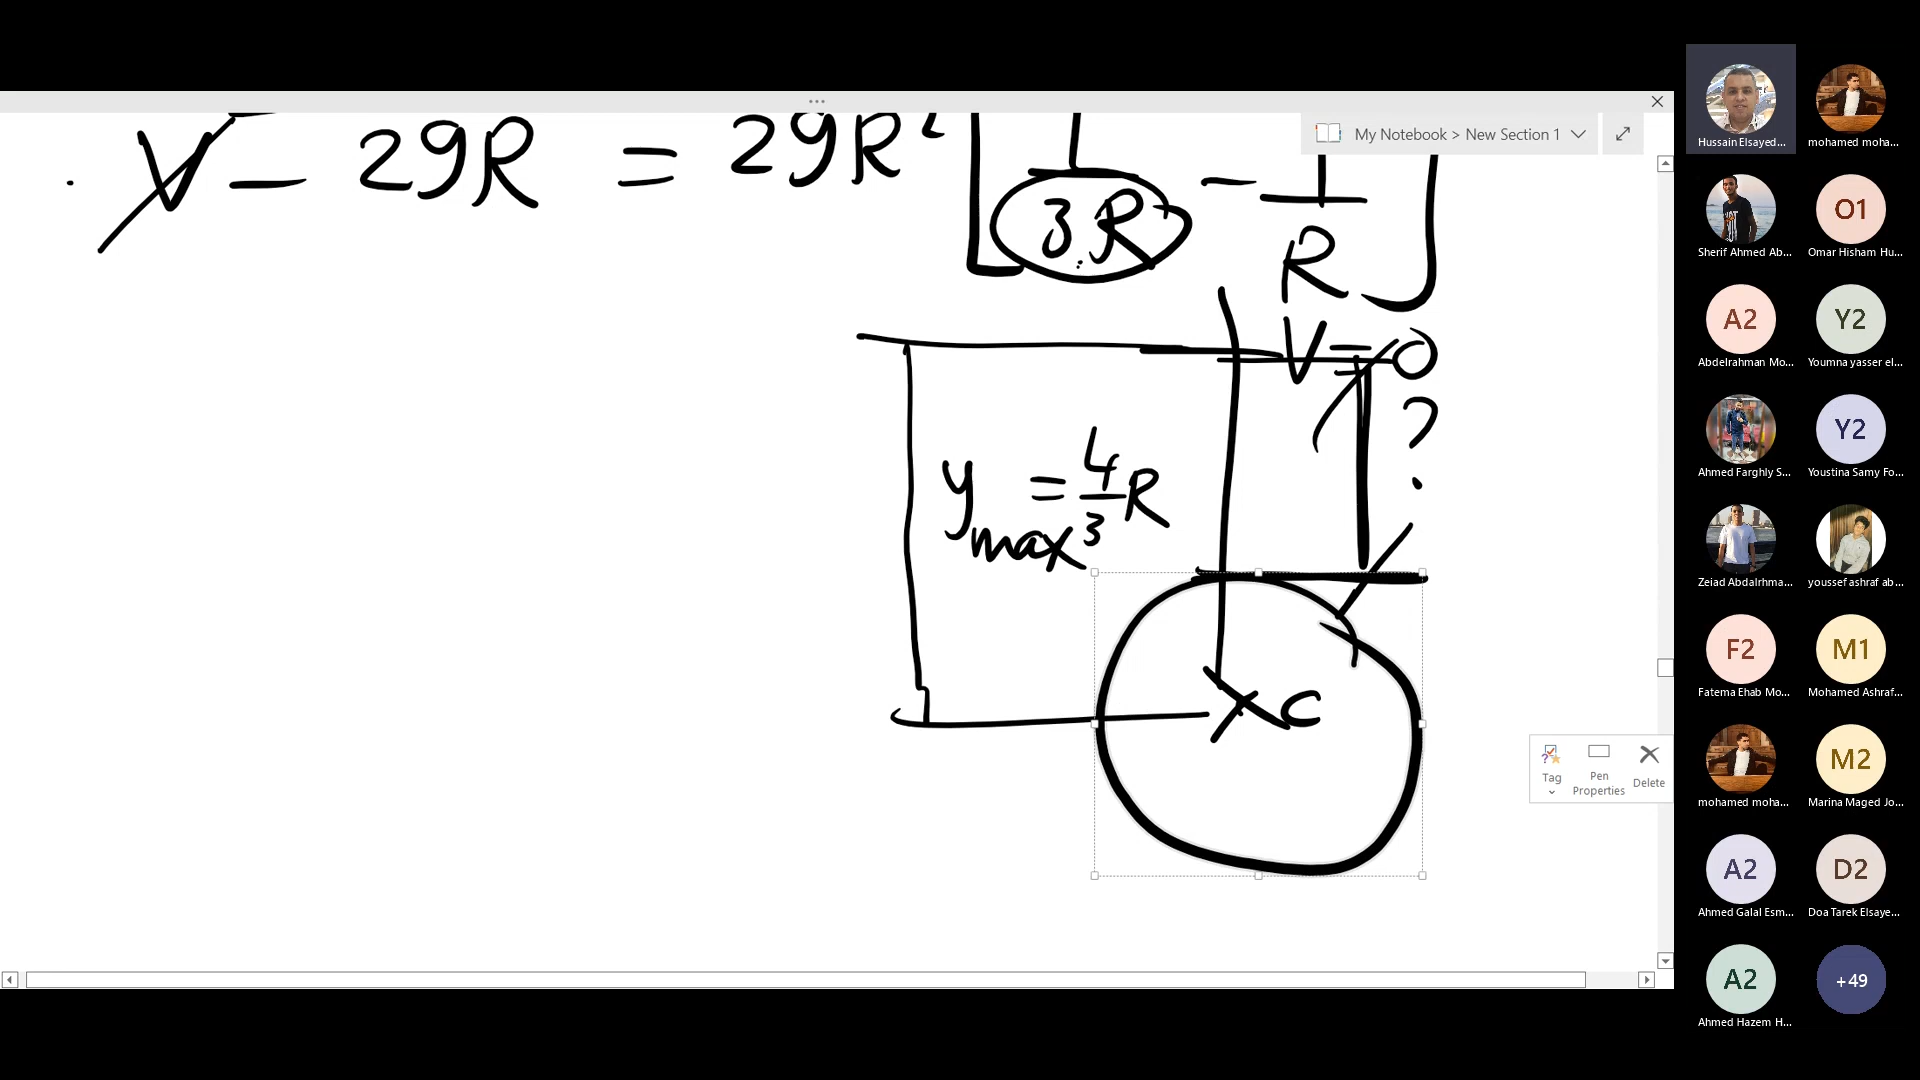 My Notebook > New Section 1
V – 2gR = 2gR² [ 1/3R – 1/R ]
V = 0
?
y max = 4/3 R
C
Tag
Pen Properties
Delete
Hussain Elsayed...
mohamed moha...
Sherif Ahmed Ab...
O1
Omar Hisham Hu...
A2
Abdelrahman Mo...
Y2
Youmna yasser el...
Ahmed Farghly S...
Y2
Youstina Samy Fo...
Zeiad Abdalrhma...
youssef ashraf ab...
F2
Fatema Ehab Mo...
M1
Mohamed Ashraf...
mohamed moha...
M2
Marina Maged Jo...
A2
Ahmed Galal Esm...
D2
Doa Tarek Elsaye...
A2
Ahmed Hazem H...
+49